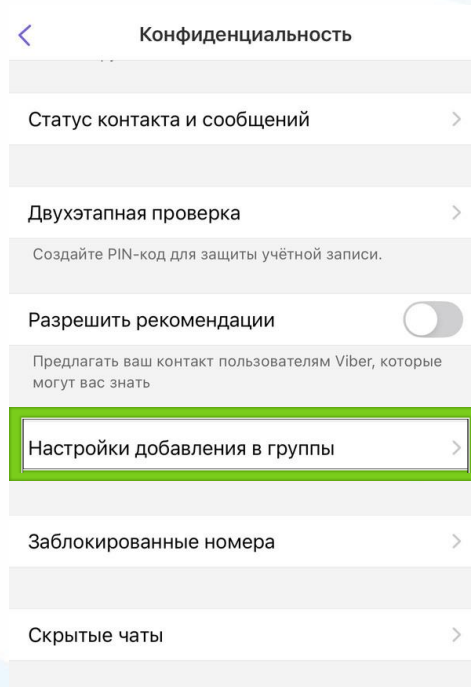 Конфиденциальность
Статус контакта и сообщений
Двухэтапная проверка
Создайте PIN-код для защиты учётной записи.
Разрешить рекомендации
Предлагать ваш контакт пользователям Viber, которые
могут вас знать
Настройки добавления в группы
Заблокированные номера
Скрытые чаты